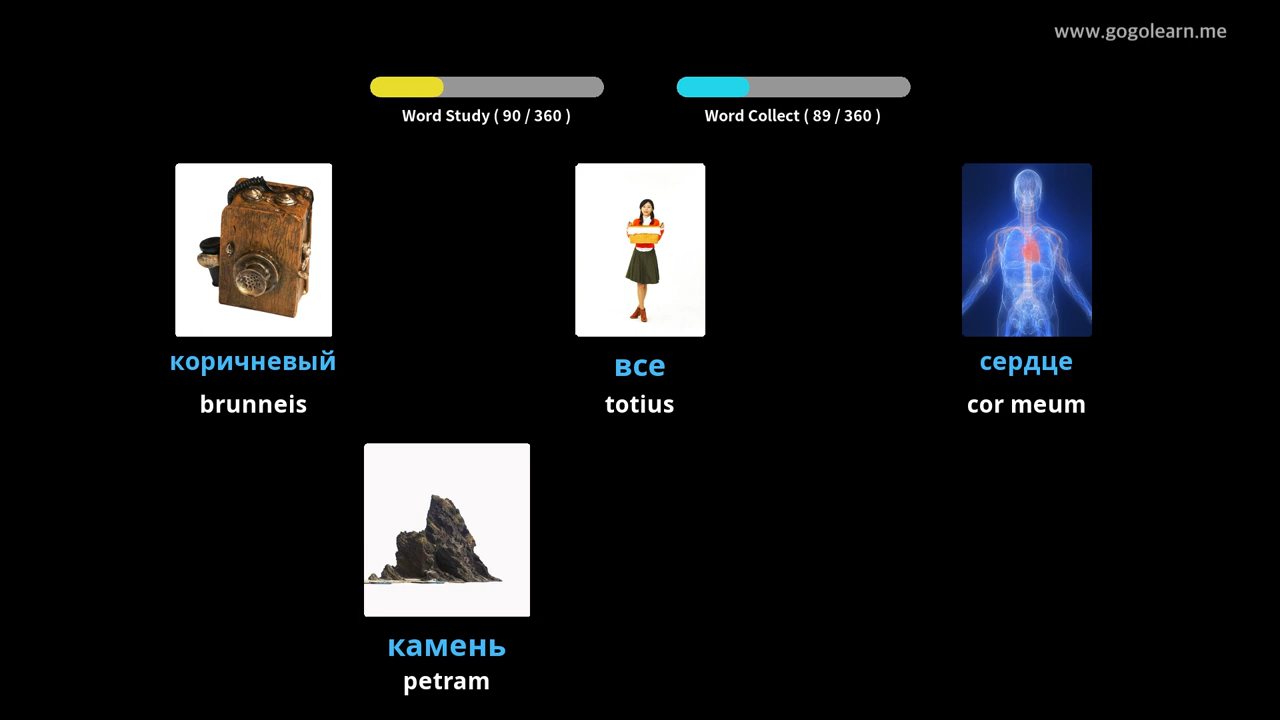 www.gogolearn.me
Word Study ( 90 / 360 )
Word Collect ( 89 / 360 )
коричневый
все
сердце
brunneis
totius
cor meum
камень
petram